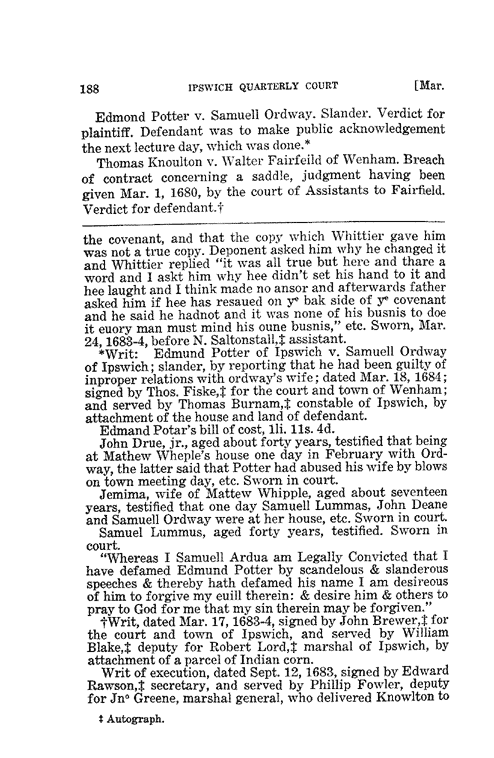 188 IPSWICH QUARTERLY COURT [Mar.
Edmond Potter v. Samuell Ordway. Slander. Verdict for
plaintiff. Defendant was to make public acknowledgement
the next lecture day, which was done.*
Thomas Knoulton v. Walter Fairfeild of Wenham. Breach
of contract concerning a saddle, judgment having been
given Mar. 1, 1680, by the court of Assistants to Fairfield.
Verdict for defendant.†
the covenant, and that the copy which Whittier gave him
was not a true copy. Deponent asked him why he changed it
and Whittier replied "it was all true but here and thare a
word and I askt him why hee didn't set his hand to it and
hee laught and I think made no ansor and afterwards father
asked him if hee has resaued on yᵉ bak side of yᵉ covenant
and he said he hadnot and it was none of his busnis to doe
it euory man must mind his oune busnis," etc. Sworn, Mar.
24, 1683-4, before N. Saltonstall,‡ assistant.
*Writ: Edmund Potter of Ipswich v. Samuell Ordway
of Ipswich; slander, by reporting that he had been guilty of
inproper relations with ordway's wife; dated Mar. 18, 1684;
signed by Thos. Fiske,‡ for the court and town of Wenham;
and served by Thomas Burnam,‡ constable of Ipswich, by
attachment of the house and land of defendant.
Edmand Potar's bill of cost, 1li. 11s. 4d.
John Drue, jr., aged about forty years, testified that being
at Mathew Wheple's house one day in February with Ord-
way, the latter said that Potter had abused his wife by blows
on town meeting day, etc. Sworn in court.
Jemima, wife of Mattew Whipple, aged about seventeen
years, testified that one day Samuell Lummas, John Deane
and Samuell Ordway were at her house, etc. Sworn in court.
Samuel Lummus, aged forty years, testified. Sworn in
court.
"Whereas I Samuell Ardua am Legally Convicted that I
have defamed Edmund Potter by scandelous & slanderous
speeches & thereby hath defamed his name I am desireous
of him to forgive my euill therein: & desire him & others to
pray to God for me that my sin therein may be forgiven."
†Writ, dated Mar. 17, 1683-4, signed by John Brewer,‡ for
the court and town of Ipswich, and served by William
Blake,‡ deputy for Robert Lord,‡ marshal of Ipswich, by
attachment of a parcel of Indian corn.
Writ of execution, dated Sept. 12, 1683, signed by Edward
Rawson,‡ secretary, and served by Phillip Fowler, deputy
for Jnº Greene, marshal general, who delivered Knowlton to
‡ Autograph.